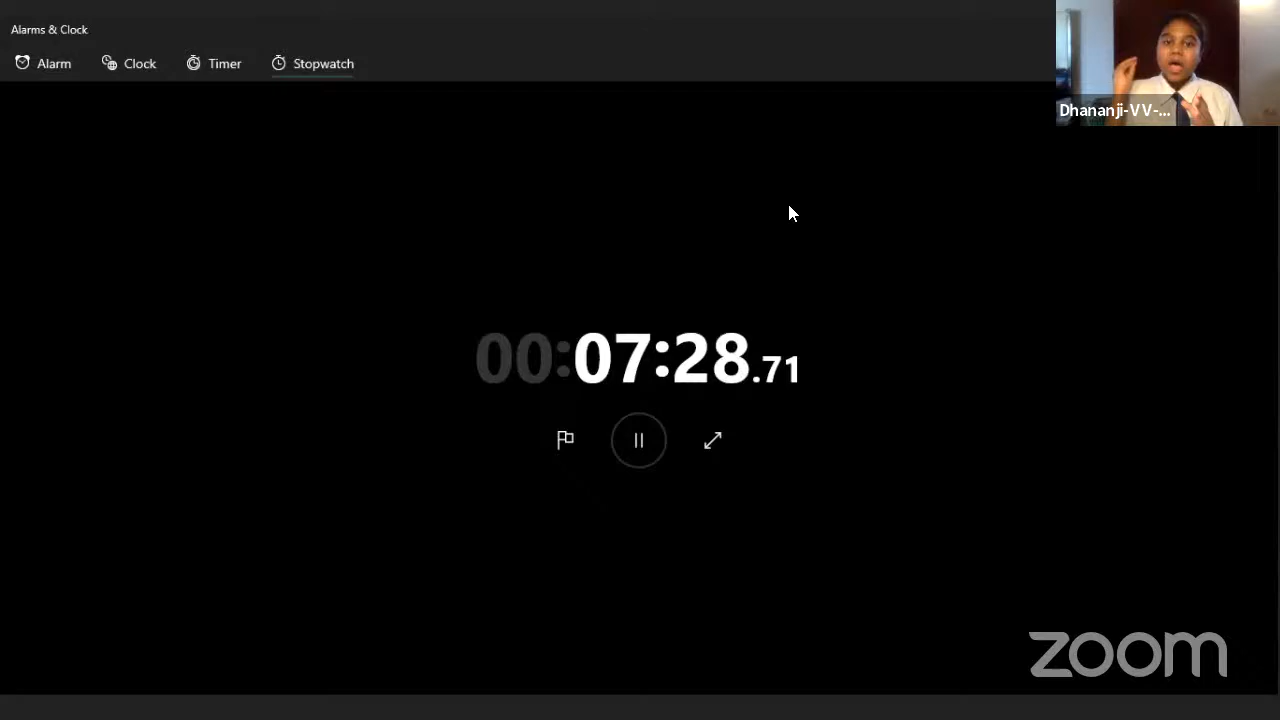 Alarms & Clock
Alarm
Clock
Timer
Stopwatch
Dhananji-VV-...
00:07:28.71
zoom